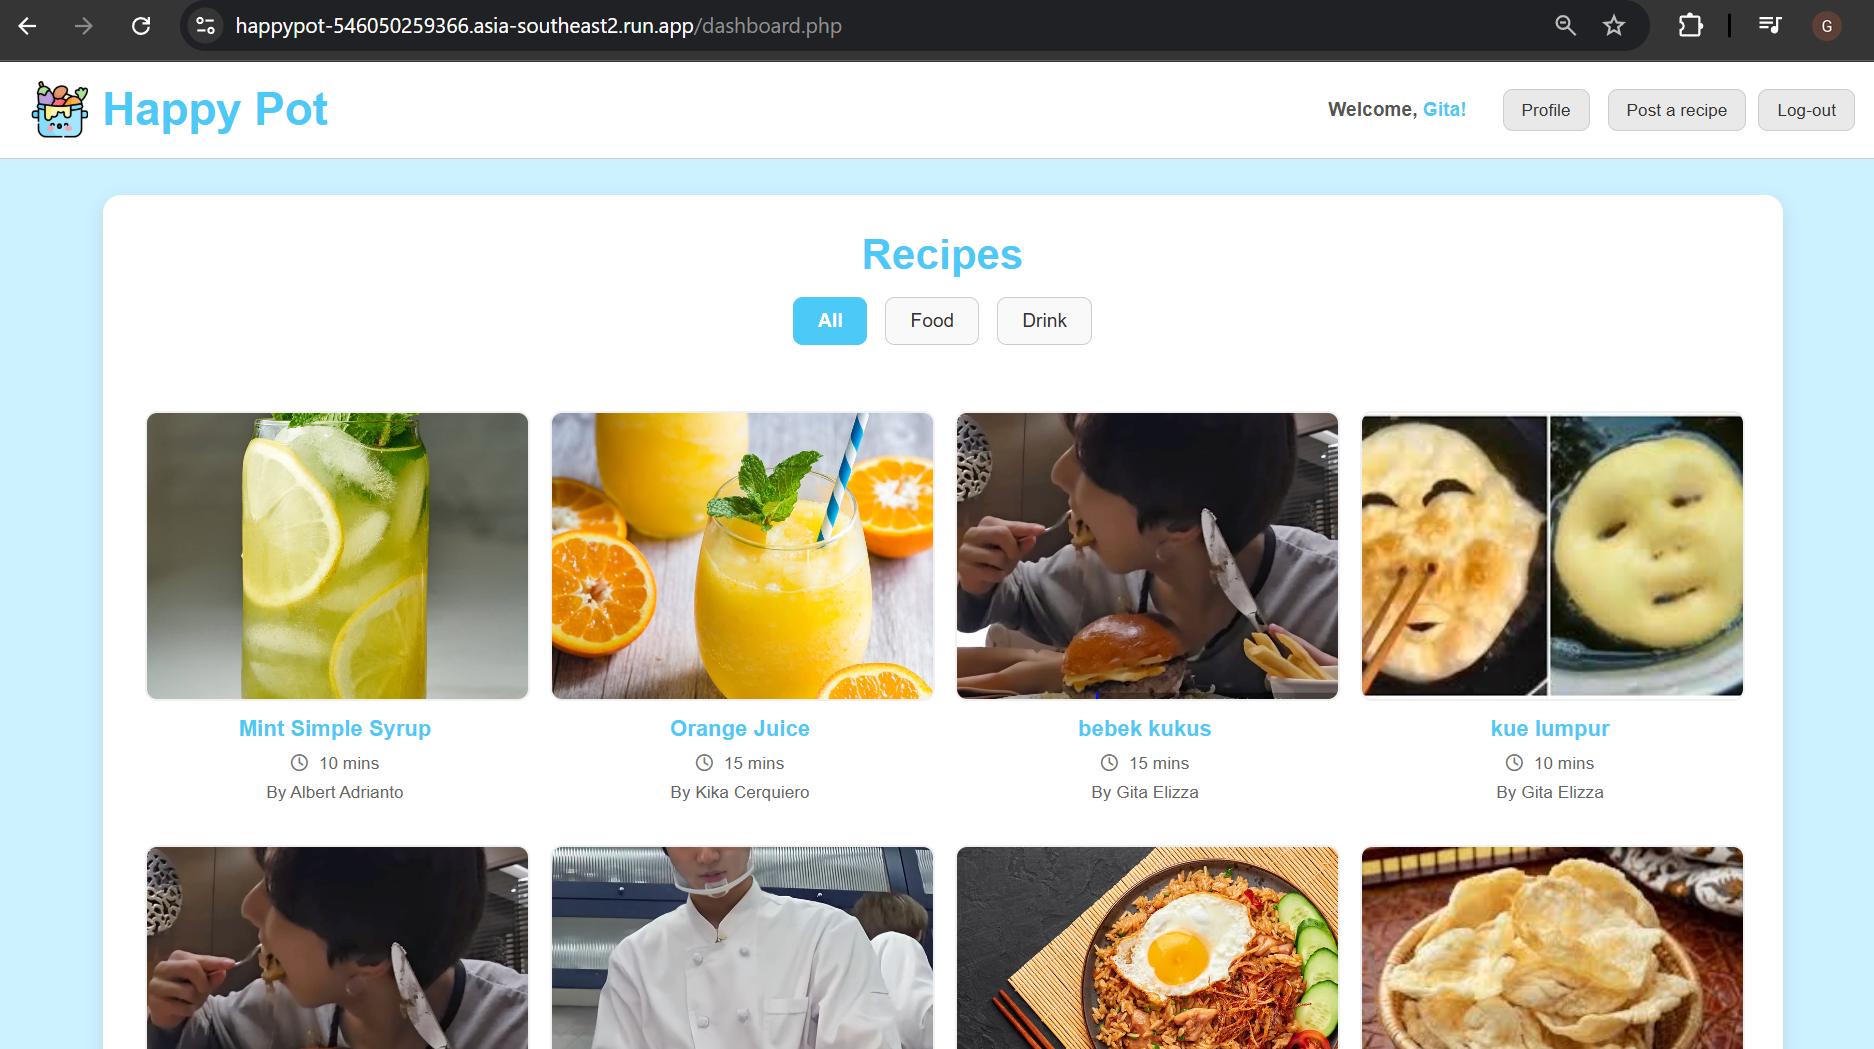 happypot-546050259366.asia-southeast2.run.app/dashboard.php
G
Happy Pot
Welcome, Gita!
Profile
Post a recipe
Log-out
Recipes
All
Food
Drink
Mint Simple Syrup
10 mins
By Albert Adrianto
Orange Juice
15 mins
By Kika Cerquiero
bebek kukus
15 mins
By Gita Elizza
kue lumpur
10 mins
By Gita Elizza